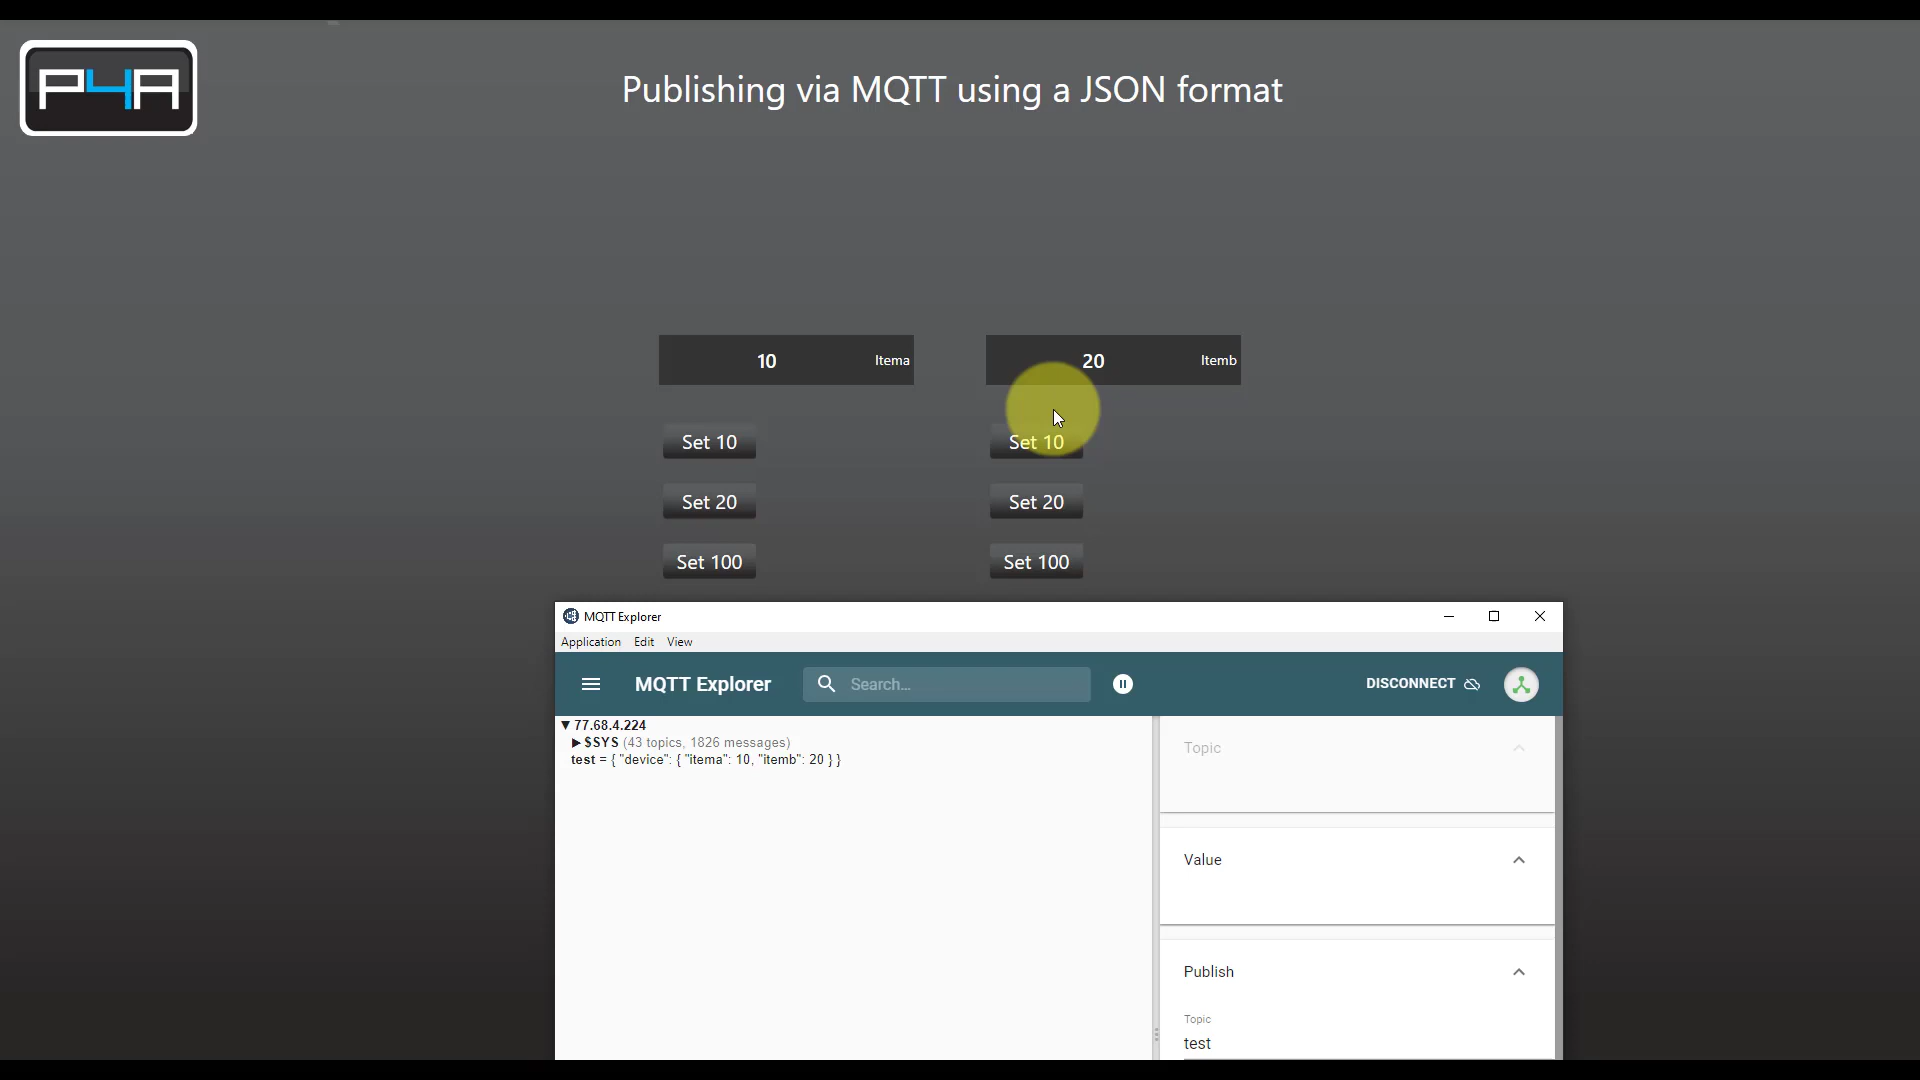 P4A
Publishing via MQTT using a JSON format
10 Itema
20 Itemb
Set 10
Set 10
Set 20
Set 20
Set 100
Set 100
MQTT Explorer
Application Edit View
MQTT Explorer
Search...
DISCONNECT
77.68.4.224
$SYS (43 topics, 1826 messages)
test = { "device": { "itema": 10, "itemb": 20 } }
Topic
Value
Publish
Topic
test